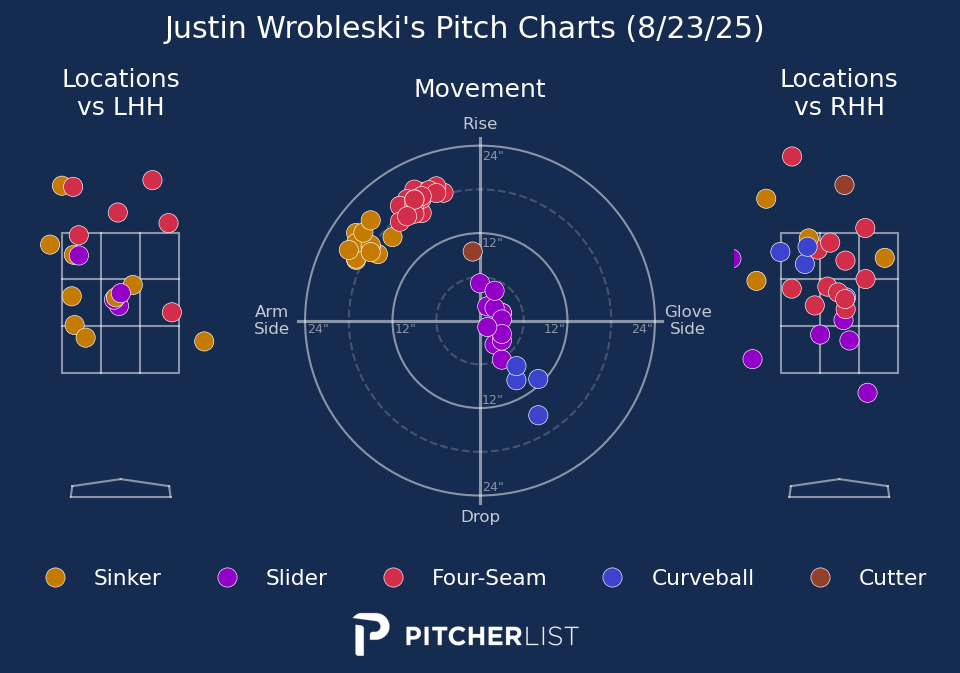 Justin Wrobleski's Pitch Charts (8/23/25)
Locations
vs LHH
Movement
Locations
vs RHH
Rise
24"
12"
Arm
Side
24"
12"
12"
24"
Glove
Side
12"
24"
Drop
Sinker
Slider
Four-Seam
Curveball
Cutter
PITCHERLIST